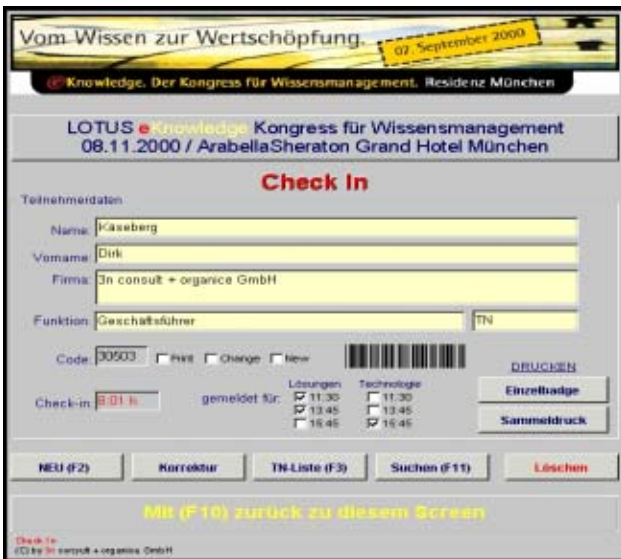 Vom Wissen zur Wertschöpfung.
07. September 2000
eKnowledge. Der Kongress für Wissensmanagement. Residenz München
LOTUS eKnowledge Kongress für Wissensmanagement
08.11.2000 / ArabellaSheraton Grand Hotel München
Check In
Teilnehmerdaten
Name: Käseberg
Vorname: Dirk
Firma: 3n consult + organice GmbH
Funktion: Geschäftsführer TN
Code: 30503 Print Change New
DRUCKEN
Check-in: 8:01 h
gemeldet für:
Lösungen Technologie
11:30 11:30
13:45 13:45
16:45 16:45
Einzelbadge
Sammeldruck
NEU (F2) Korrektur TN-Liste (F3) Suchen (F11) Löschen
Mit (F10) zurück zu diesem Screen
Check In
(C) by 3n consult + organice GmbH